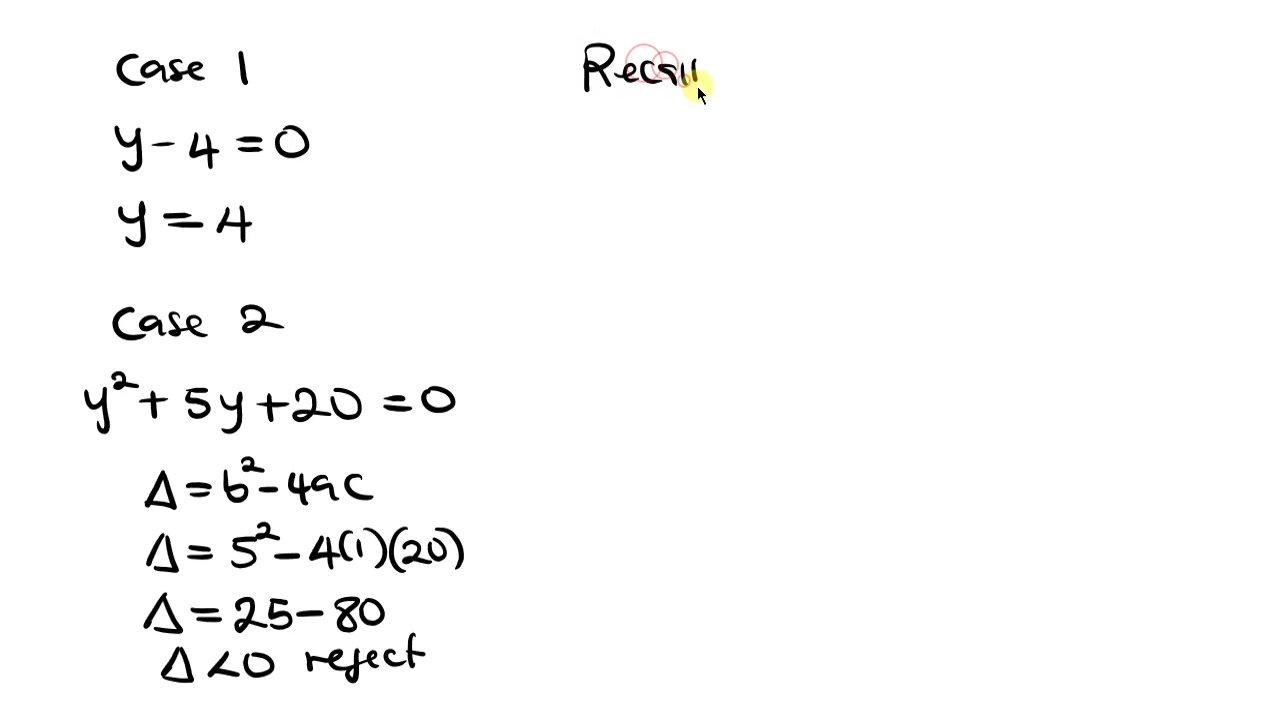 Case 1
y - 4 = 0
y = 4
Case 2
y² + 5y + 20 = 0
Δ = b² - 4ac
Δ = 5² - 4(1)(20)
Δ = 25 - 80
Δ < 0 reject
Recall